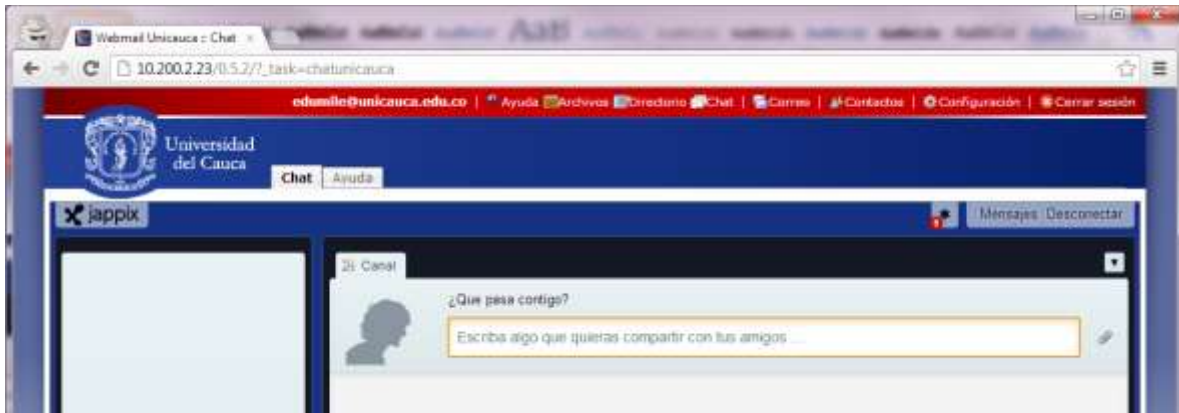 Webmail Unicauca :: Chat
10.200.2.23/0.5.2/?_task=chatunicauca
edumile@unicauca.edu.co | Ayuda Archivos Directorio Chat | Correo | Contactos | Configuración | Cerrar sesión
Universidad
del Cauca
Chat Ayuda
jappix
1
Mensajes Desconectar
Canal
¿Que pasa contigo?
Escriba algo que quieras compartir con tus amigos ...